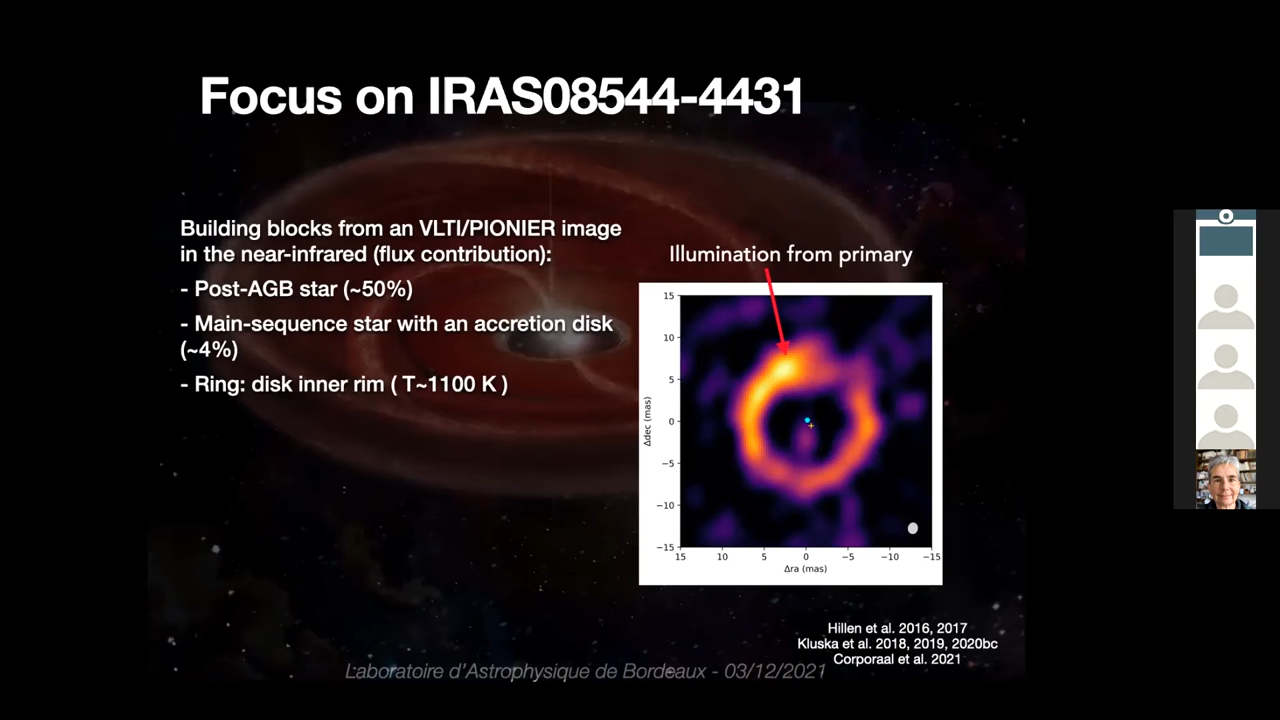 Focus on IRAS08544-4431
Building blocks from an VLTI/PIONIER image
in the near-infrared (flux contribution):
- Post-AGB star (~50%)
- Main-sequence star with an accretion disk
(~4%)
- Ring: disk inner rim ( T~1100 K )
Illumination from primary
15
10
5
0
−5
−10
−15
Δdec (mas)
15 10 5 0 −5 −10 −15
Δra (mas)
Hillen et al. 2016, 2017
Kluska et al. 2018, 2019, 2020bc
Corporaal et al. 2021
Laboratoire d'Astrophysique de Bordeaux - 03/12/2021